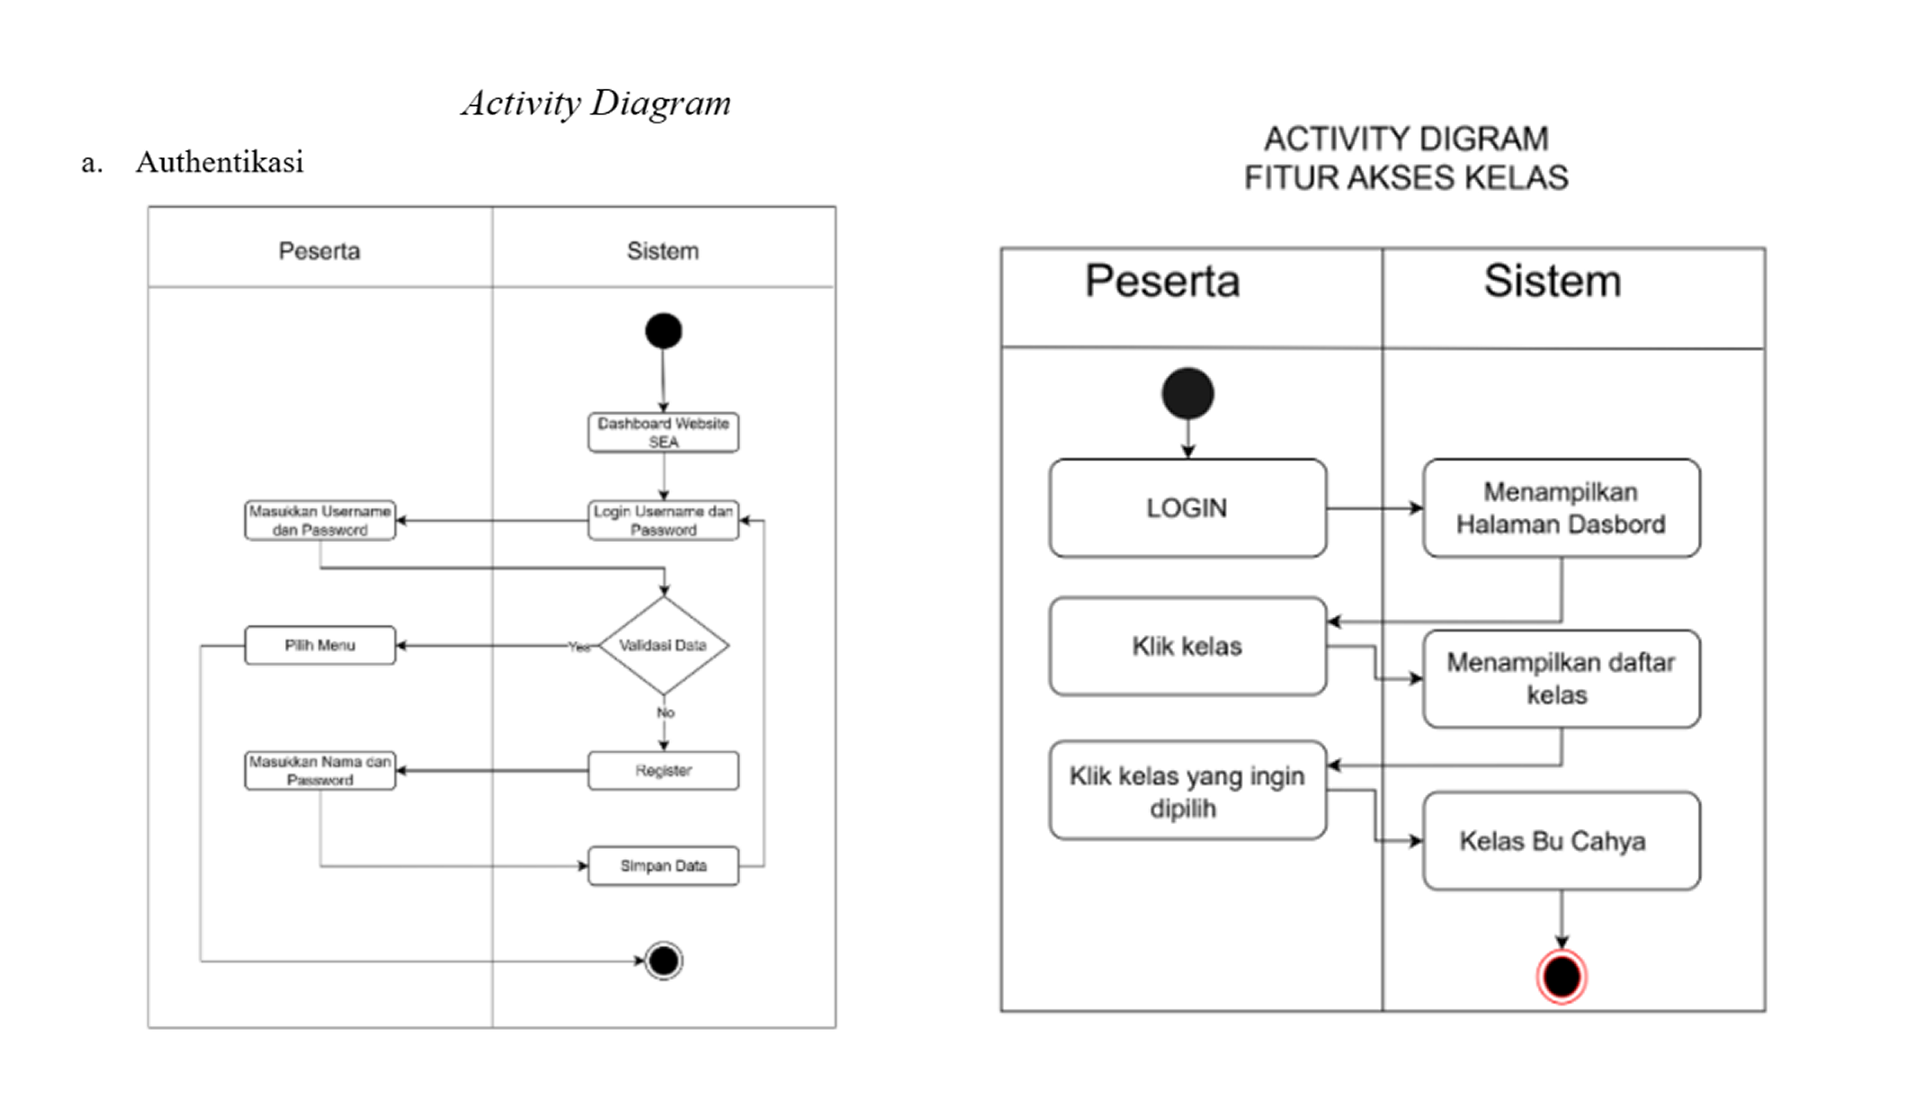 Activity Diagram
a. Authentikasi
Peserta
Sistem
Dashboard Website
SEA
Masukkan Username
dan Password
Login Username dan
Password
Pilih Menu
Yes
Validasi Data
No
Masukkan Nama dan
Password
Register
Simpan Data
ACTIVITY DIGRAM
FITUR AKSES KELAS
Peserta
Sistem
LOGIN
Menampilkan
Halaman Dasbord
Klik kelas
Menampilkan daftar
kelas
Klik kelas yang ingin
dipilih
Kelas Bu Cahya